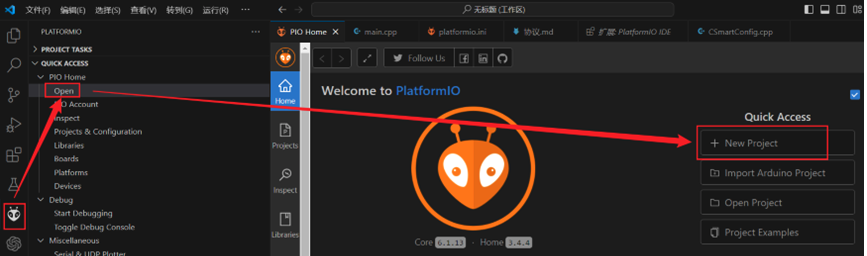 文件(F) 编辑(E) 选择(S) 查看(V) 转到(G) 运行(R) ... 无标题 (工作区)
PLATFORMIO
PROJECT TASKS
QUICK ACCESS
PIO Home
Open
PIO Account
Inspect
Projects & Configuration
Libraries
Boards
Platforms
Devices
Debug
Start Debugging
Toggle Debug Console
Miscellaneous
Serial & UDP Plotter
PIO Home main.cpp platformio.ini 协议.md 扩展: PlatformIO IDE CSmartConfig.cpp
Follow Us
Home
Projects
Inspect
Libraries
Welcome to PlatformIO
Core 6.1.13 · Home 3.4.4
Quick Access
New Project
Import Arduino Project
Open Project
Project Examples